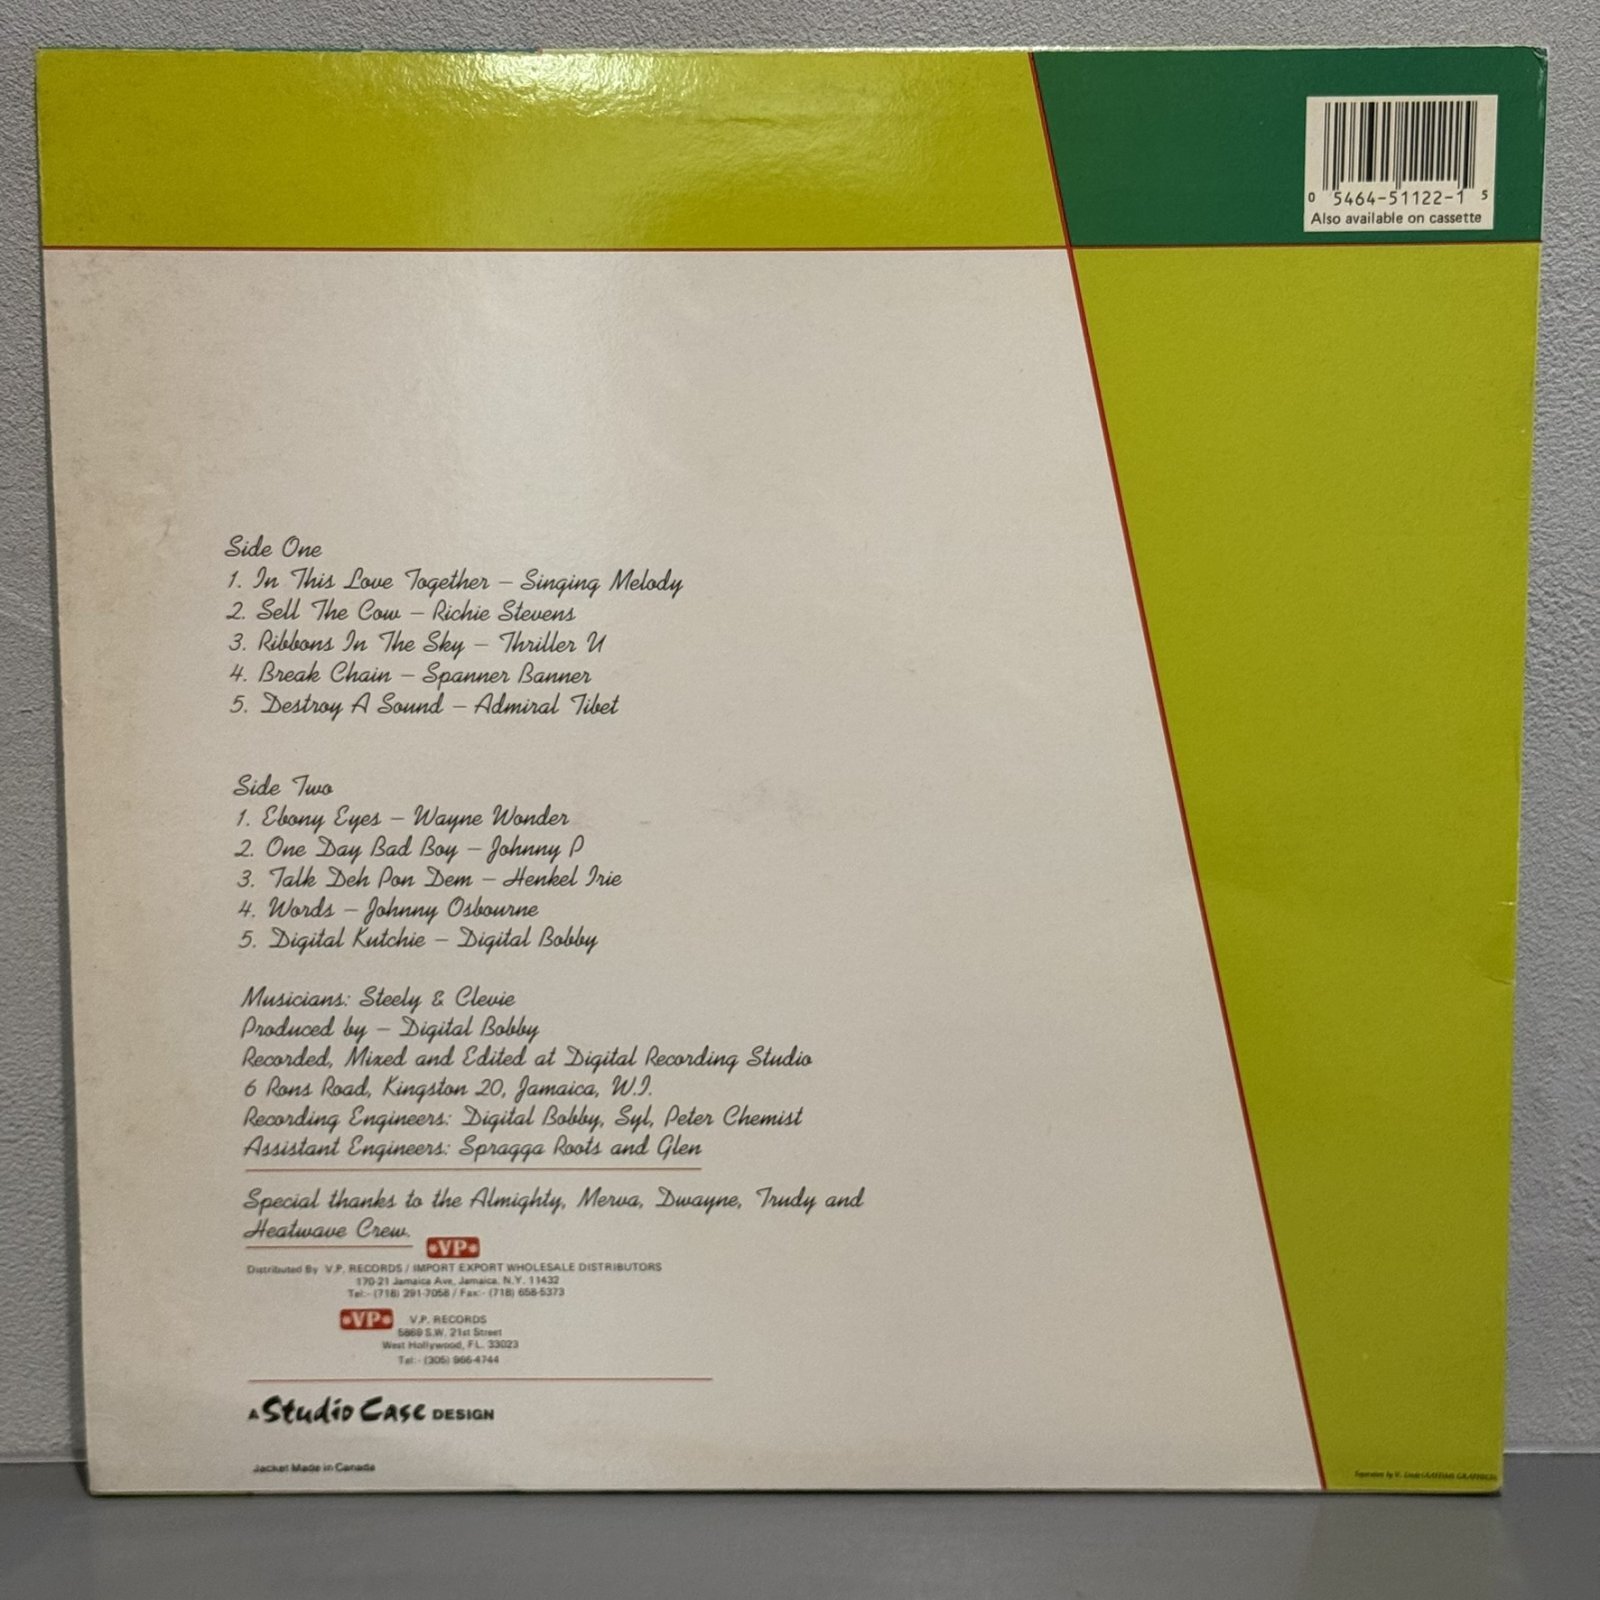 0 5464-51122-1 5
Also available on cassette
Side One
1. In This Love Together – Singing Melody
2. Sell The Cow – Richie Stevens
3. Ribbons In The Sky – Thriller U
4. Break Chain – Spanner Banner
5. Destroy A Sound – Admiral Tibet
Side Two
1. Ebony Eyes – Wayne Wonder
2. One Day Bad Boy – Johnny P
3. Talk Deh Pon Dem – Henkel Irie
4. Words – Johnny Osbourne
5. Digital Kutchie – Digital Bobby
Musicians: Steely & Clevie
Produced by – Digital Bobby
Recorded, Mixed and Edited at Digital Recording Studio
6 Rons Road, Kingston 20, Jamaica, W.I.
Recording Engineers: Digital Bobby, Syl, Peter Chemist
Assistant Engineers: Spragga Roots and Glen
Special thanks to the Almighty, Merva, Dwayne, Trudy and
Heatwave Crew.
VP
Distributed By V.P. RECORDS / IMPORT EXPORT WHOLESALE DISTRIBUTORS
170-21 Jamaica Ave, Jamaica, N.Y. 11432
Tel:- (718) 291-7058 / Fax:- (718) 658-5373
VP V.P. RECORDS
5869 S.W. 21st Street
West Hollywood, FL. 33023
Tel:- (305) 966-4744
A Studio Case DESIGN
Jacket Made in Canada